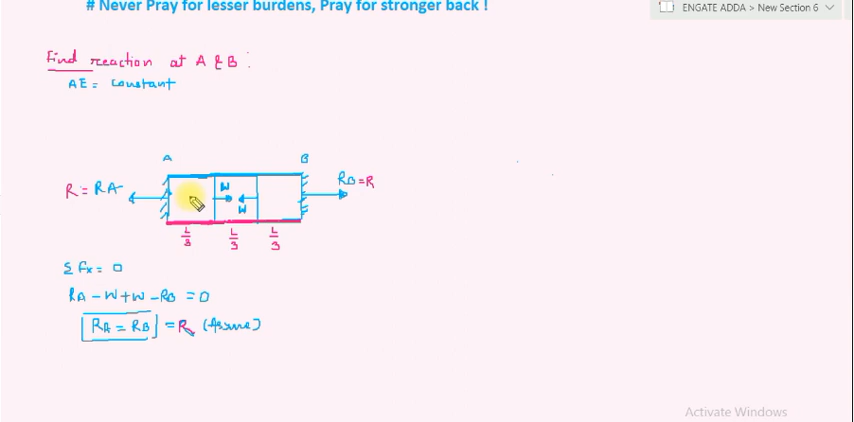 # Never Pray for lesser burdens, Pray for stronger back !
ENGATE ADDA > New Section 6
Find reaction at A & B :
AE = constant
A B
R = RA W W RB = R
L/3 L/3 L/3
Σ fx = 0
RA - W + W - RB = 0
RA = RB = R (Assume)
Activate Windows